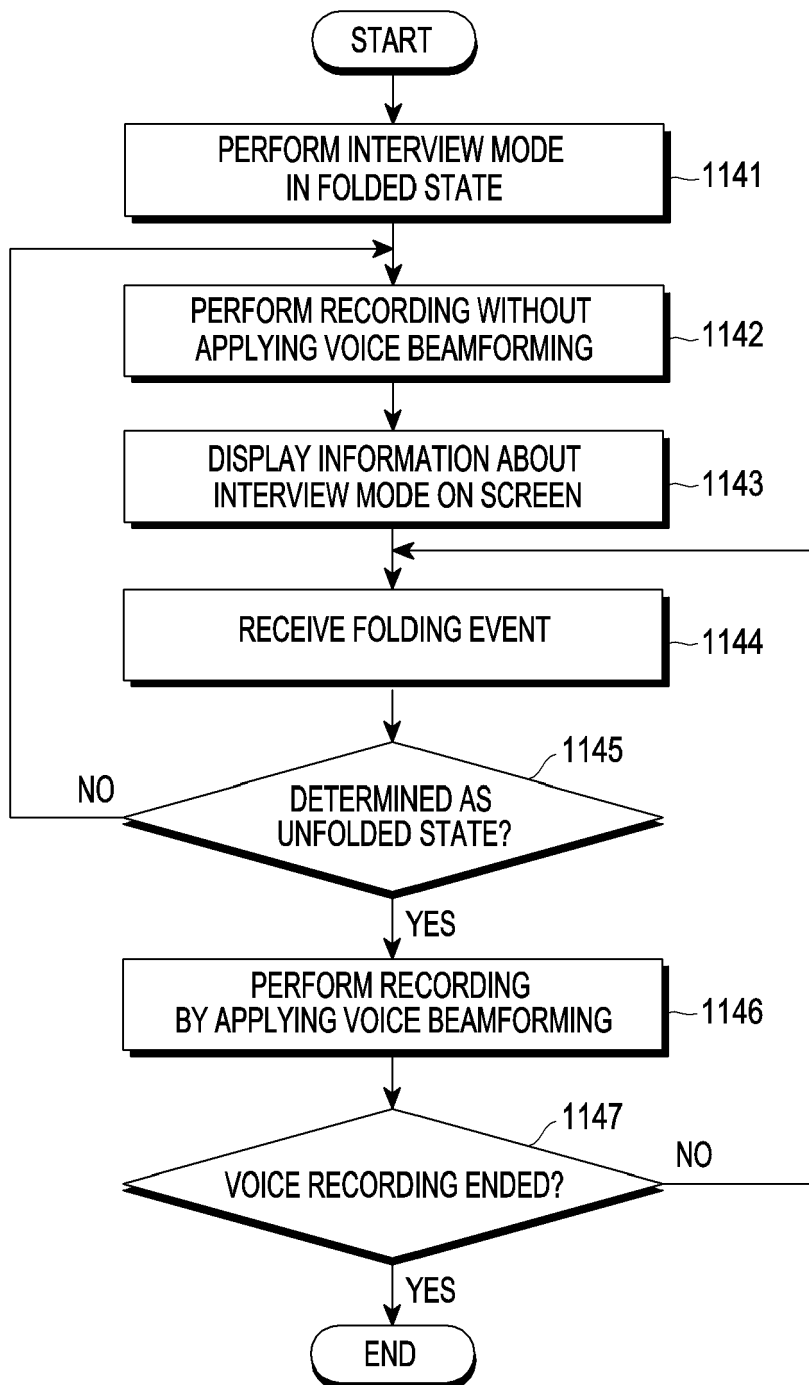 START
PERFORM INTERVIEW MODE
IN FOLDED STATE
1141
PERFORM RECORDING WITHOUT
APPLYING VOICE BEAMFORMING
1142
DISPLAY INFORMATION ABOUT
INTERVIEW MODE ON SCREEN
1143
RECEIVE FOLDING EVENT
1144
1145
NO
DETERMINED AS
UNFOLDED STATE?
YES
PERFORM RECORDING
BY APPLYING VOICE BEAMFORMING
1146
1147
NO
VOICE RECORDING ENDED?
YES
END